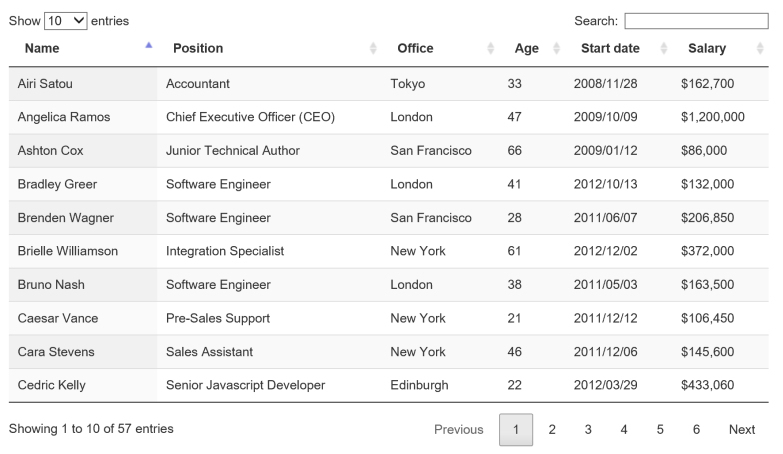 Show 10 entries Search:
Name Position Office Age Start date Salary
Airi Satou Accountant Tokyo 33 2008/11/28 $162,700
Angelica Ramos Chief Executive Officer (CEO) London 47 2009/10/09 $1,200,000
Ashton Cox Junior Technical Author San Francisco 66 2009/01/12 $86,000
Bradley Greer Software Engineer London 41 2012/10/13 $132,000
Brenden Wagner Software Engineer San Francisco 28 2011/06/07 $206,850
Brielle Williamson Integration Specialist New York 61 2012/12/02 $372,000
Bruno Nash Software Engineer London 38 2011/05/03 $163,500
Caesar Vance Pre-Sales Support New York 21 2011/12/12 $106,450
Cara Stevens Sales Assistant New York 46 2011/12/06 $145,600
Cedric Kelly Senior Javascript Developer Edinburgh 22 2012/03/29 $433,060
Showing 1 to 10 of 57 entries Previous 1 2 3 4 5 6 Next